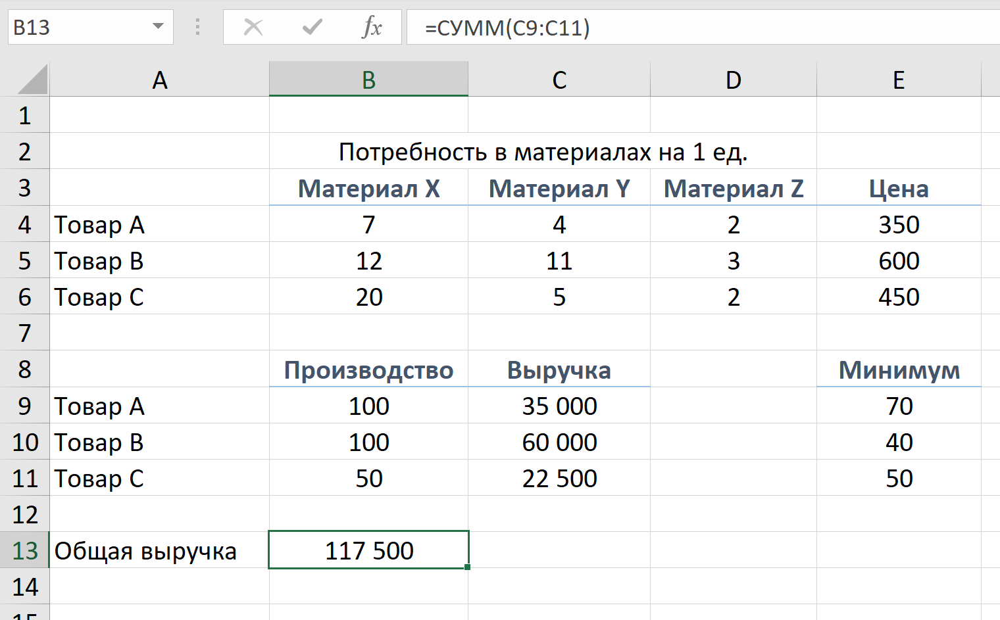 B13 fx =СУММ(C9:C11)
A B C D E
1
2 Потребность в материалах на 1 ед.
3 Материал X Материал Y Материал Z Цена
4 Товар A 7 4 2 350
5 Товар B 12 11 3 600
6 Товар C 20 5 2 450
7
8 Производство Выручка Минимум
9 Товар A 100 35 000 70
10 Товар B 100 60 000 40
11 Товар C 50 22 500 50
12
13 Общая выручка 117 500
14
15